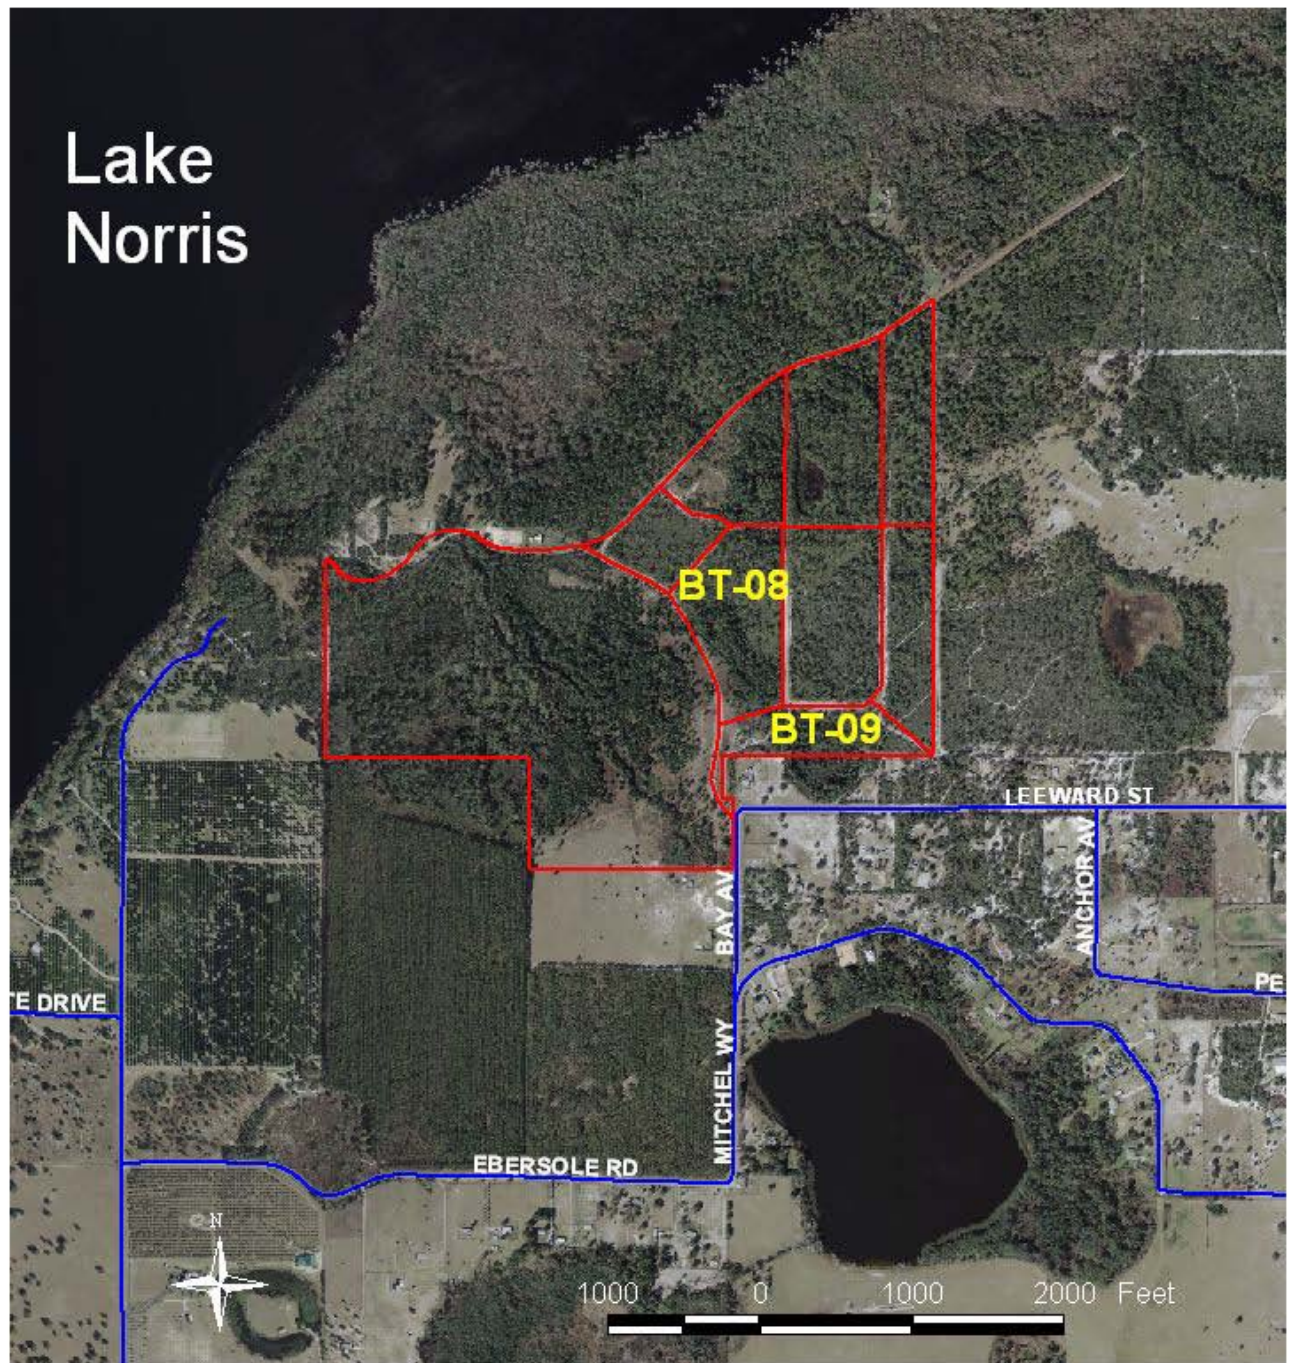 Lake
Norris
BT-08
BT-09
LEEWARD ST
BAY AV
ANCHOR AV
TE DRIVE
PE
MITCHEL WY
EBERSOLE RD
N
1000 0 1000 2000 Feet